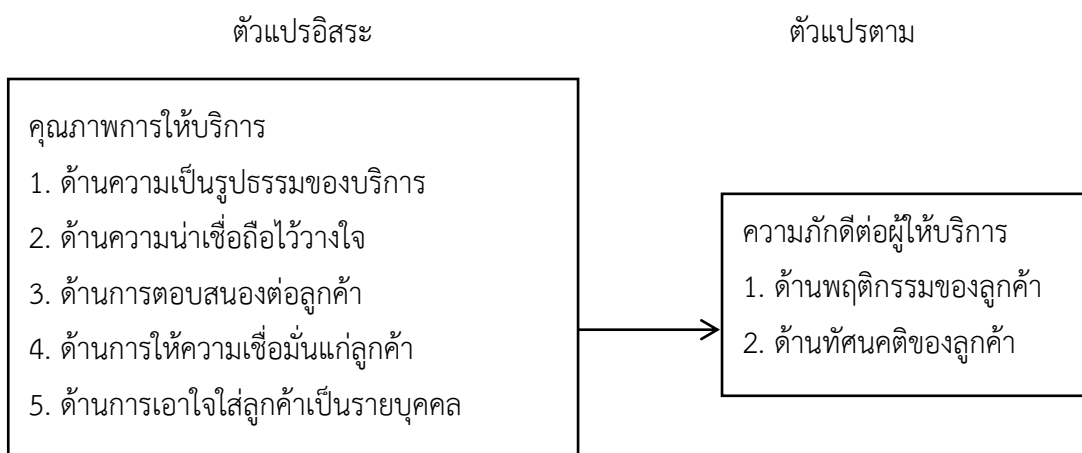 ตัวแปรอิสระ
ตัวแปรตาม
คุณภาพการให้บริการ
1. ด้านความเป็นรูปธรรมของบริการ
2. ด้านความน่าเชื่อถือไว้วางใจ
3. ด้านการตอบสนองต่อลูกค้า
4. ด้านการให้ความเชื่อมั่นแก่ลูกค้า
5. ด้านการเอาใจใส่ลูกค้าเป็นรายบุคคล
ความภักดีต่อผู้ให้บริการ
1. ด้านพฤติกรรมของลูกค้า
2. ด้านทัศนคติของลูกค้า